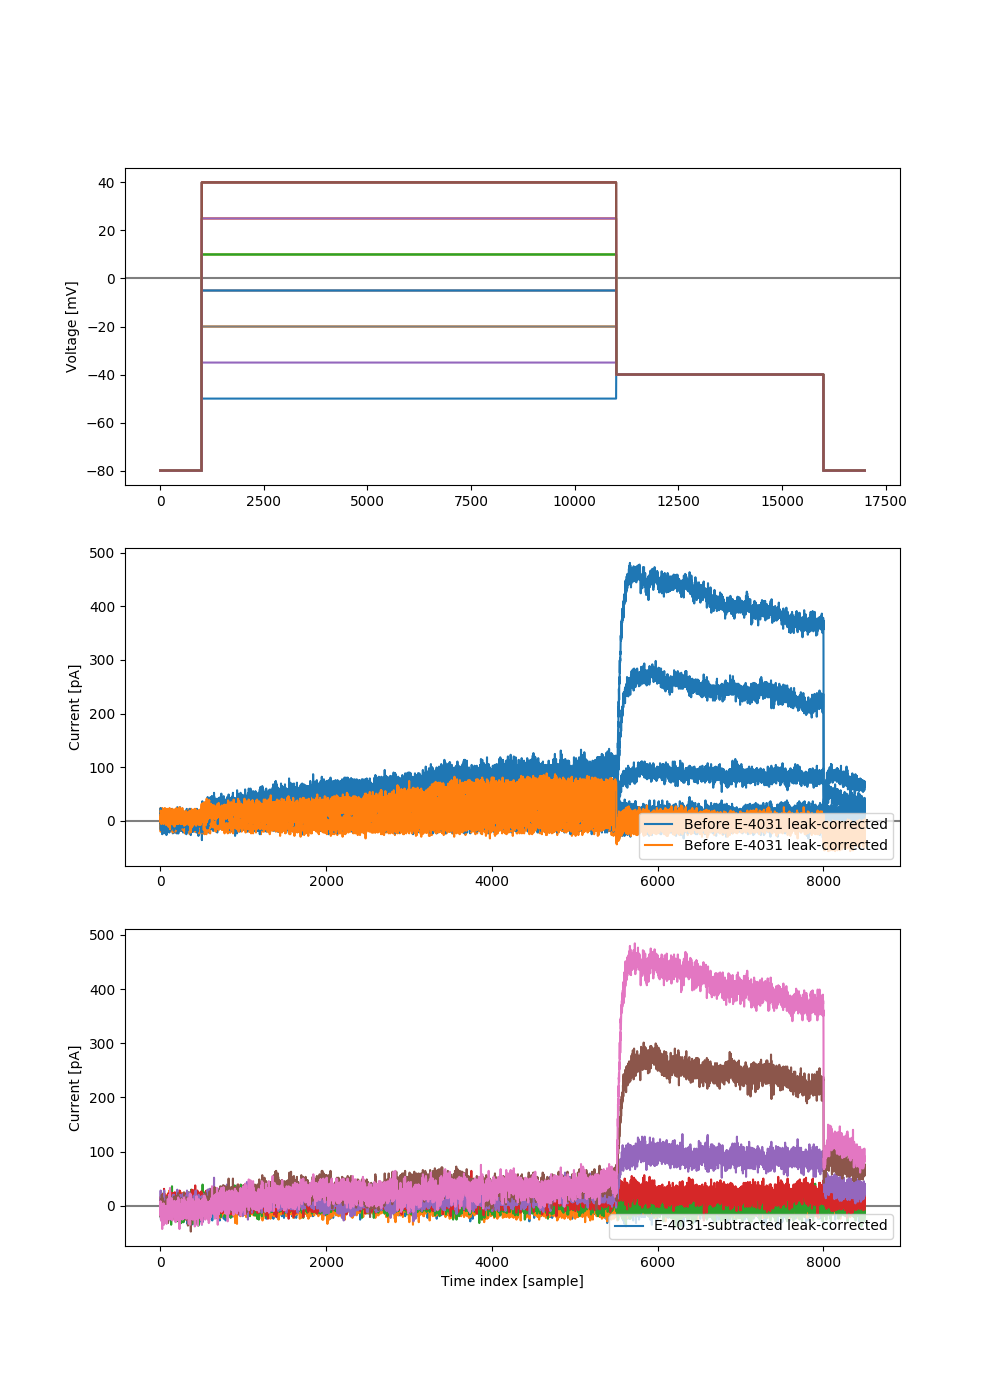 40
20
0
−20
−40
−60
−80
Voltage [mV]
0 2500 5000 7500 10000 12500 15000 17500
500
400
300
200
100
0
Current [pA]
Before E-4031 leak-corrected
Before E-4031 leak-corrected
0 2000 4000 6000 8000
500
400
300
200
100
0
Current [pA]
E-4031-subtracted leak-corrected
0 2000 4000 6000 8000
Time index [sample]